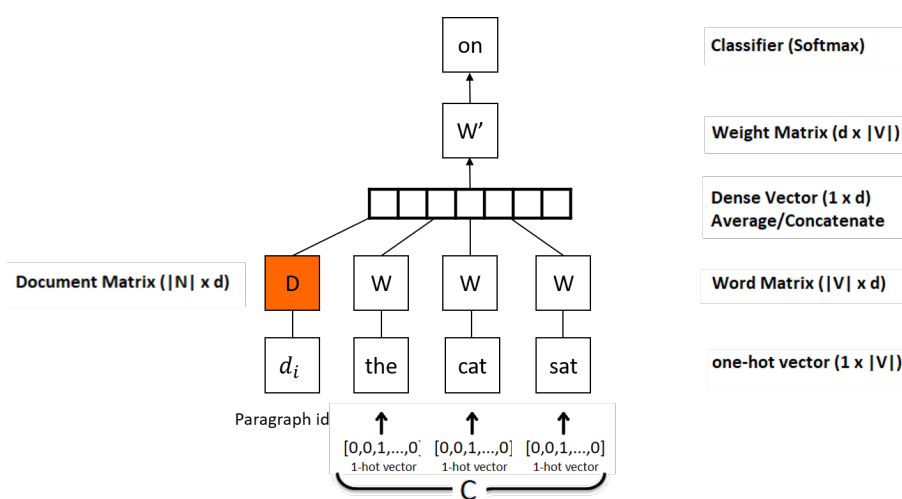 on
Classifier (Softmax)
W’
Weight Matrix (d x |V|)
Dense Vector (1 x d)
Average/Concatenate
Document Matrix (|N| x d)
D
W
W
W
Word Matrix (|V| x d)
dᵢ
the
cat
sat
one-hot vector (1 x |V|)
Paragraph id
[0,0,1,...,0] [0,0,1,...,0] [0,0,1,...,0]
1-hot vector 1-hot vector 1-hot vector
C